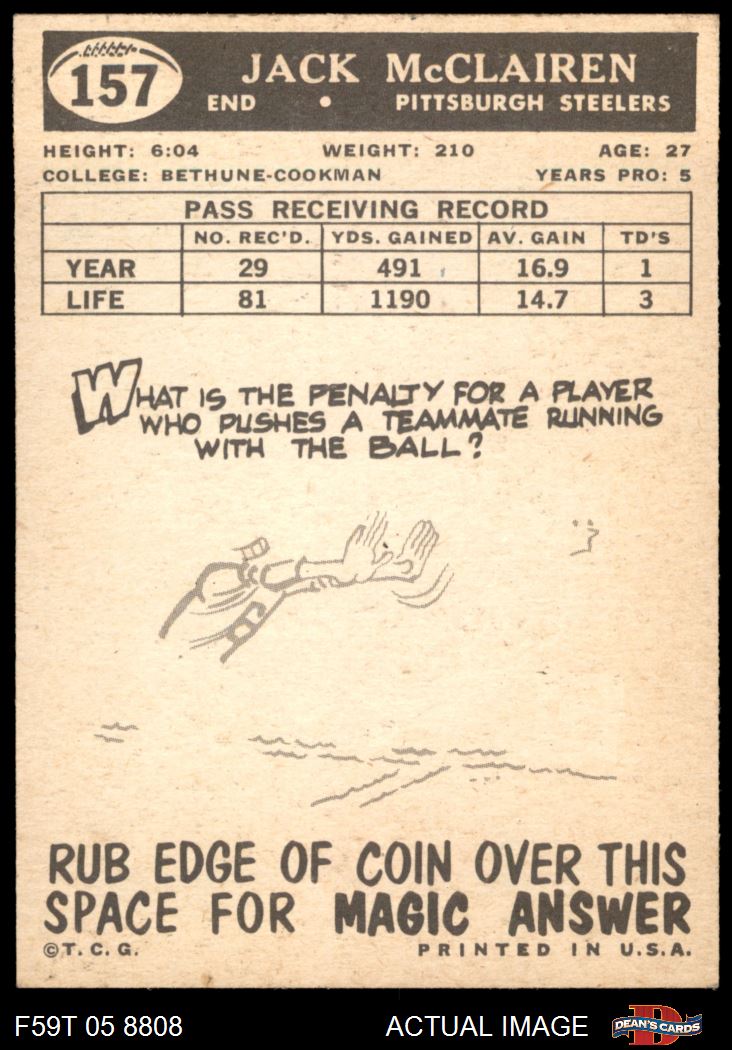 157
JACK McCLAIREN
END • PITTSBURGH STEELERS
HEIGHT: 6:04 WEIGHT: 210 AGE: 27
COLLEGE: BETHUNE-COOKMAN YEARS PRO: 5
PASS RECEIVING RECORD
NO. REC'D. YDS. GAINED AV. GAIN TD'S
YEAR 29 491 16.9 1
LIFE 81 1190 14.7 3
WHAT IS THE PENALTY FOR A PLAYER
WHO PUSHES A TEAMMATE RUNNING
WITH THE BALL?
RUB EDGE OF COIN OVER THIS
SPACE FOR MAGIC ANSWER
©T.C.G. PRINTED IN U.S.A.
F59T 05 8808 ACTUAL IMAGE DEAN'S CARDS